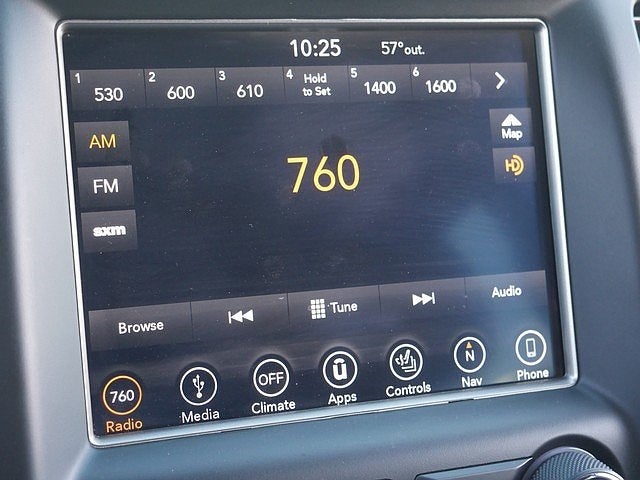 10:25 57° out.
1 530 2 600 3 610 4 Hold to Set 5 1400 6 1600
AM
FM
sxm
760
Map
HD
Browse Tune Audio
760 OFF N
Radio Media Climate Apps Controls Nav Phone